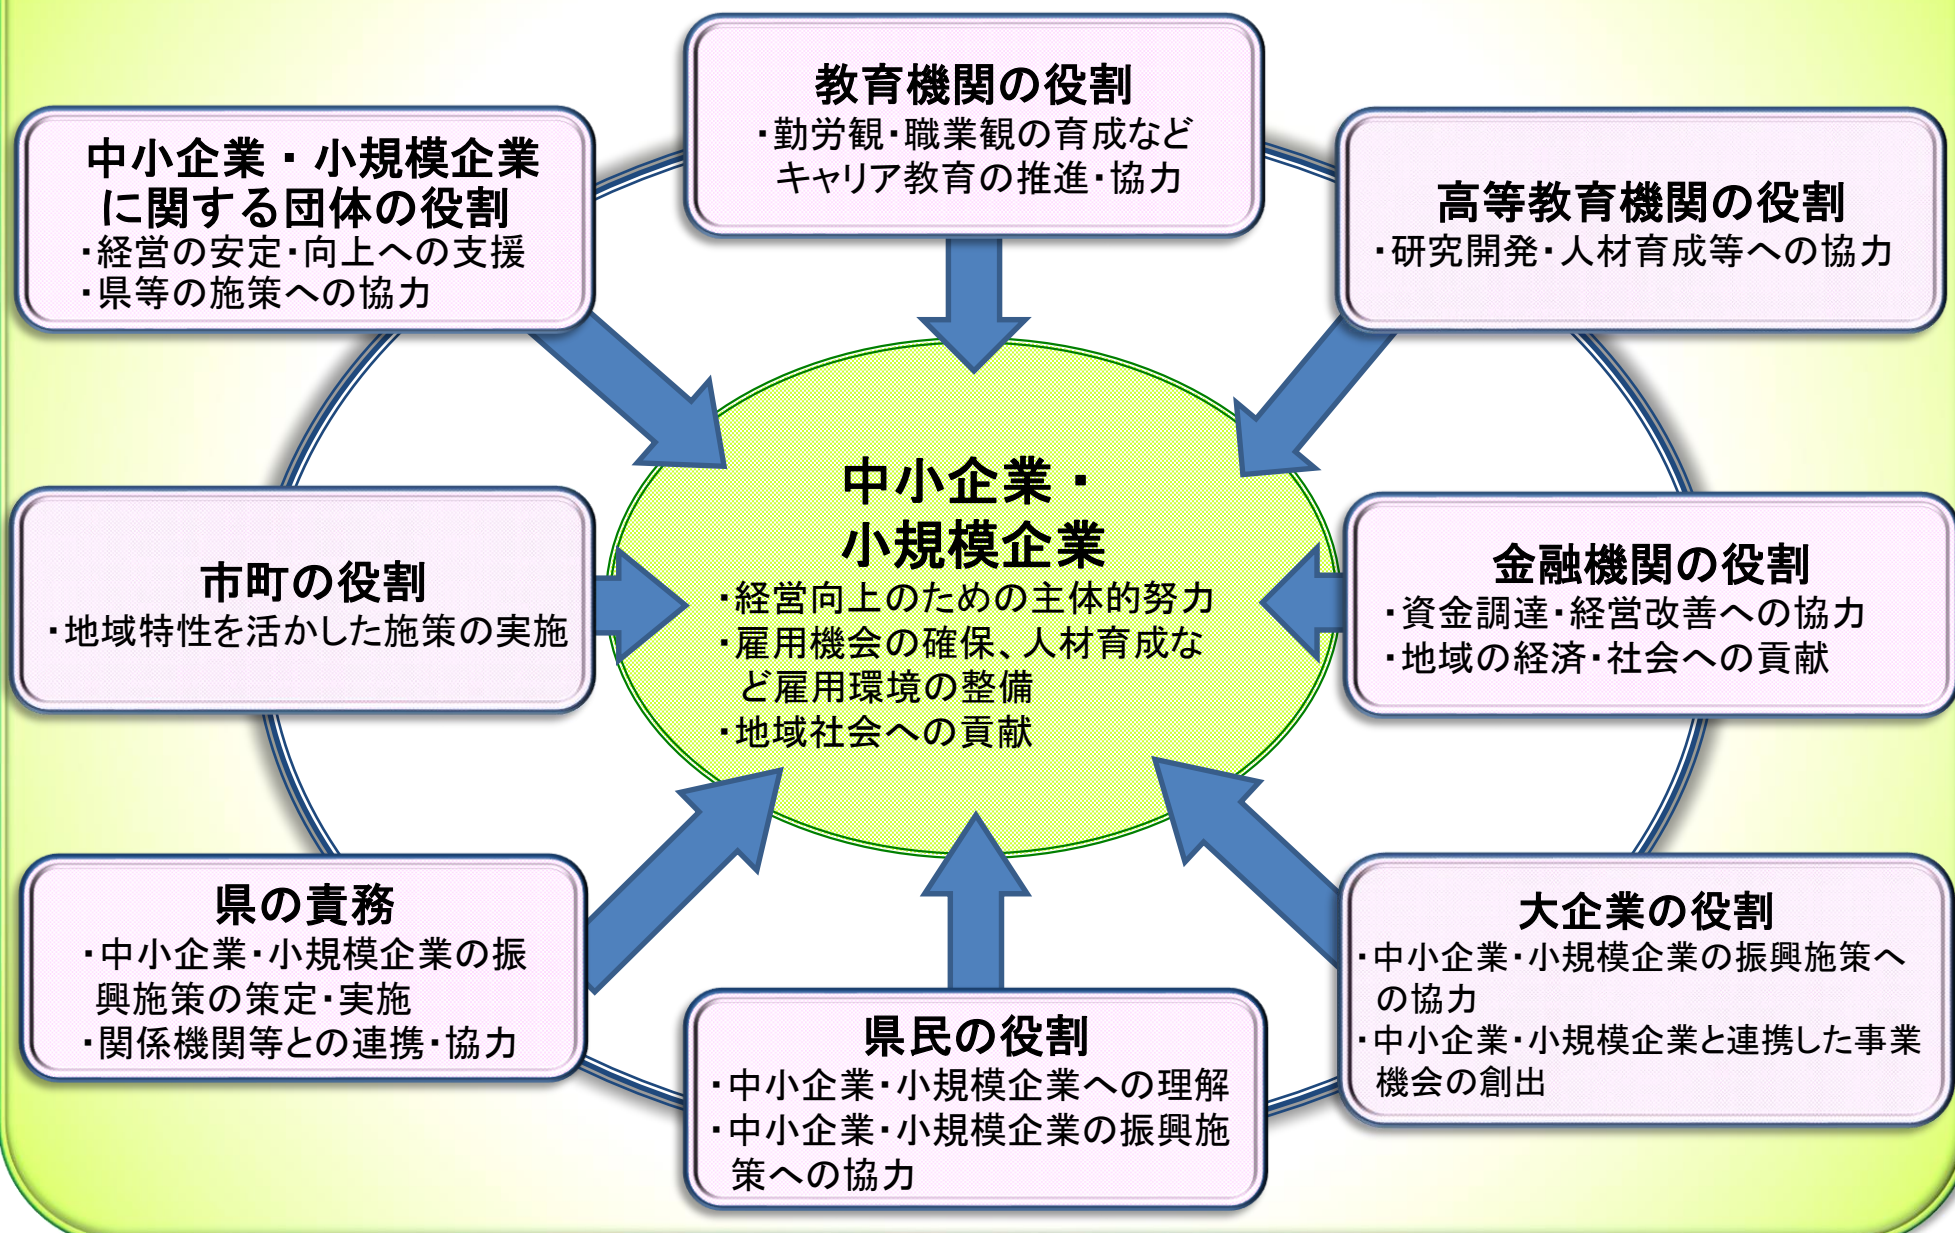 教育機関の役割
・勤労観・職業観の育成など
キャリア教育の推進・協力
中小企業・小規模企業
に関する団体の役割
・経営の安定・向上への支援
・県等の施策への協力
高等教育機関の役割
・研究開発・人材育成等への協力
中小企業・
小規模企業
・経営向上のための主体的努力
・雇用機会の確保、人材育成な
ど雇用環境の整備
・地域社会への貢献
市町の役割
・地域特性を活かした施策の実施
金融機関の役割
・資金調達・経営改善への協力
・地域の経済・社会への貢献
県の責務
・中小企業・小規模企業の振
興施策の策定・実施
・関係機関等との連携・協力
県民の役割
・中小企業・小規模企業への理解
・中小企業・小規模企業の振興施
策への協力
大企業の役割
・中小企業・小規模企業の振興施策へ
の協力
・中小企業・小規模企業と連携した事業
機会の創出